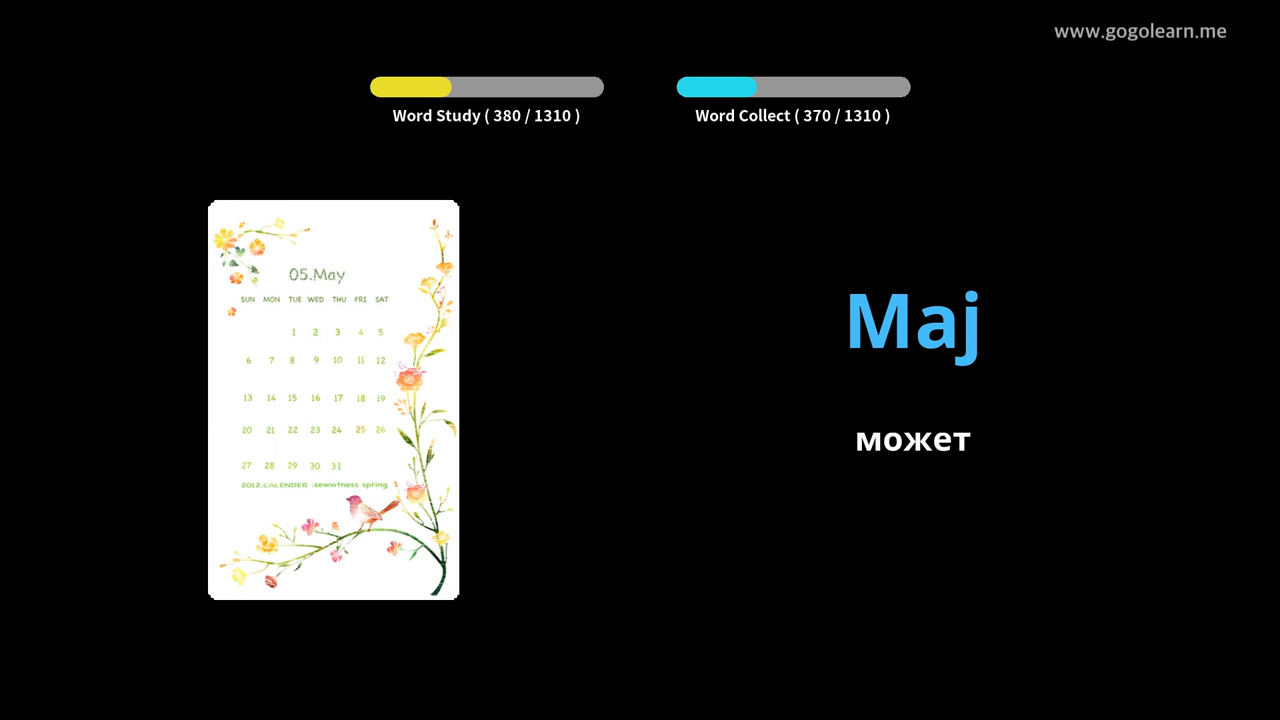 www.gogolearn.me
Word Study ( 380 / 1310 )
Word Collect ( 370 / 1310 )
05.May
SUN MON TUE WED THU FRI SAT
1 2 3 4 5
6 7 8 9 10 11 12
13 14 15 16 17 18 19
20 21 22 23 24 25 26
27 28 29 30 31
2012.CALENDER .sewwtness spring
Maj
может